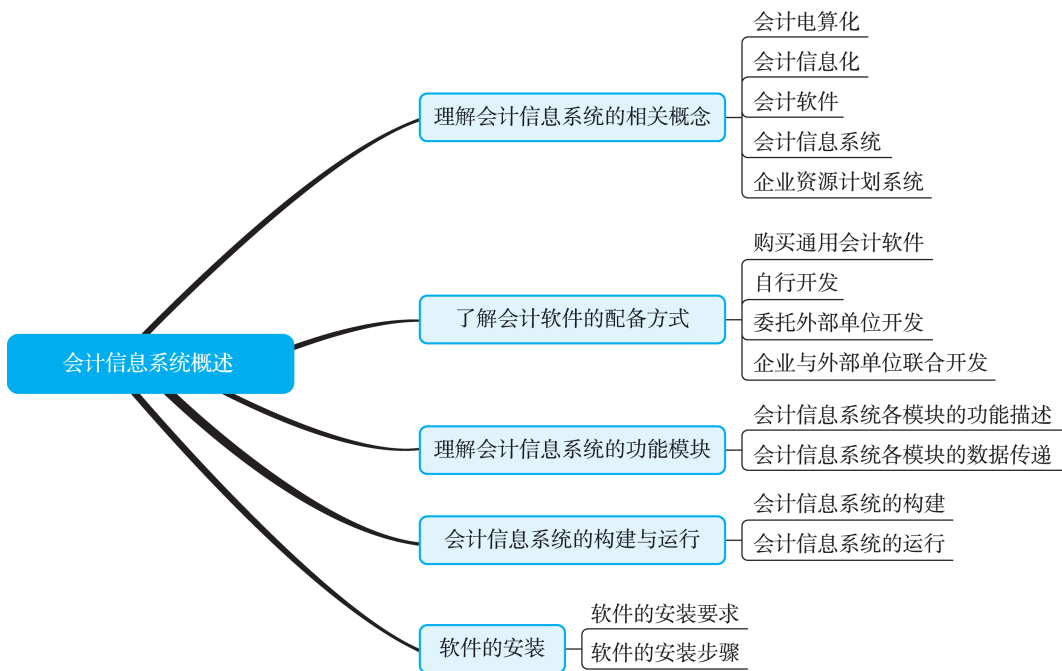 会计信息系统概述
理解会计信息系统的相关概念
会计电算化
会计信息化
会计软件
会计信息系统
企业资源计划系统
了解会计软件的配备方式
购买通用会计软件
自行开发
委托外部单位开发
企业与外部单位联合开发
理解会计信息系统的功能模块
会计信息系统各模块的功能描述
会计信息系统各模块的数据传递
会计信息系统的构建与运行
会计信息系统的构建
会计信息系统的运行
软件的安装
软件的安装要求
软件的安装步骤